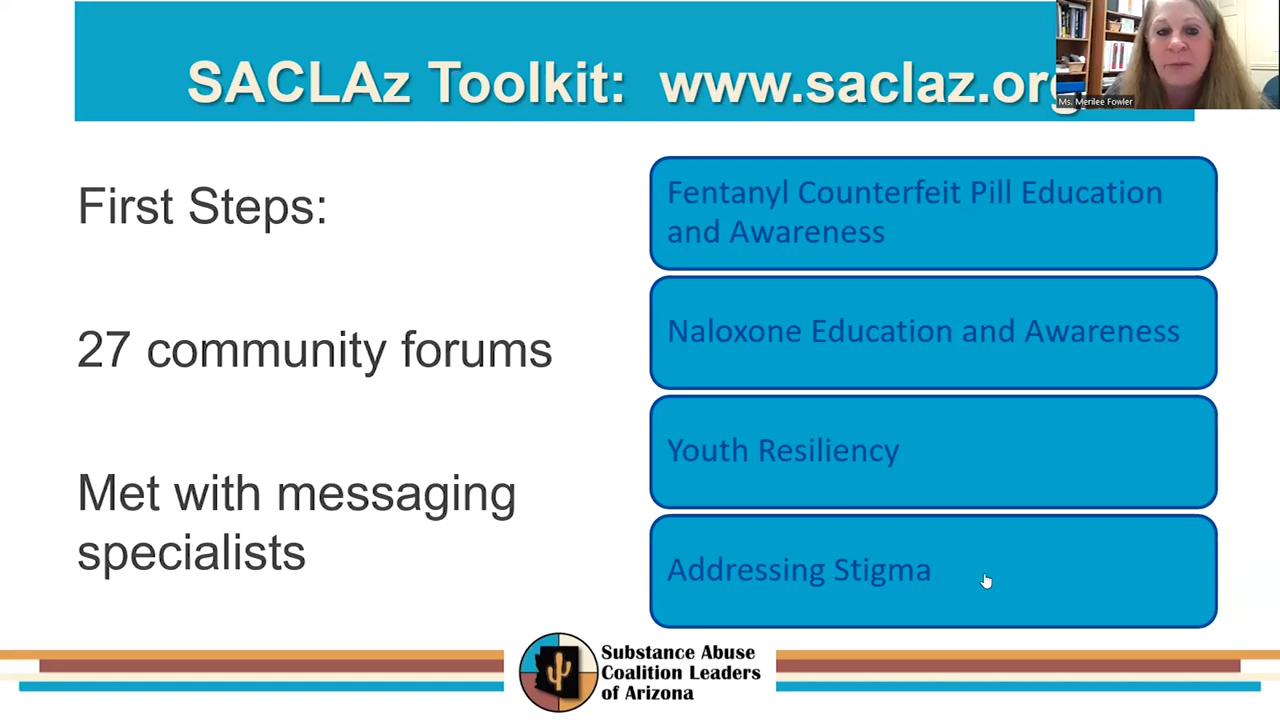 SACLAz Toolkit: www.saclaz.org
Ms. Merilee Fowler
First Steps:
27 community forums
Met with messaging
specialists
Fentanyl Counterfeit Pill Education
and Awareness
Naloxone Education and Awareness
Youth Resiliency
Addressing Stigma
Substance Abuse
Coalition Leaders
of Arizona